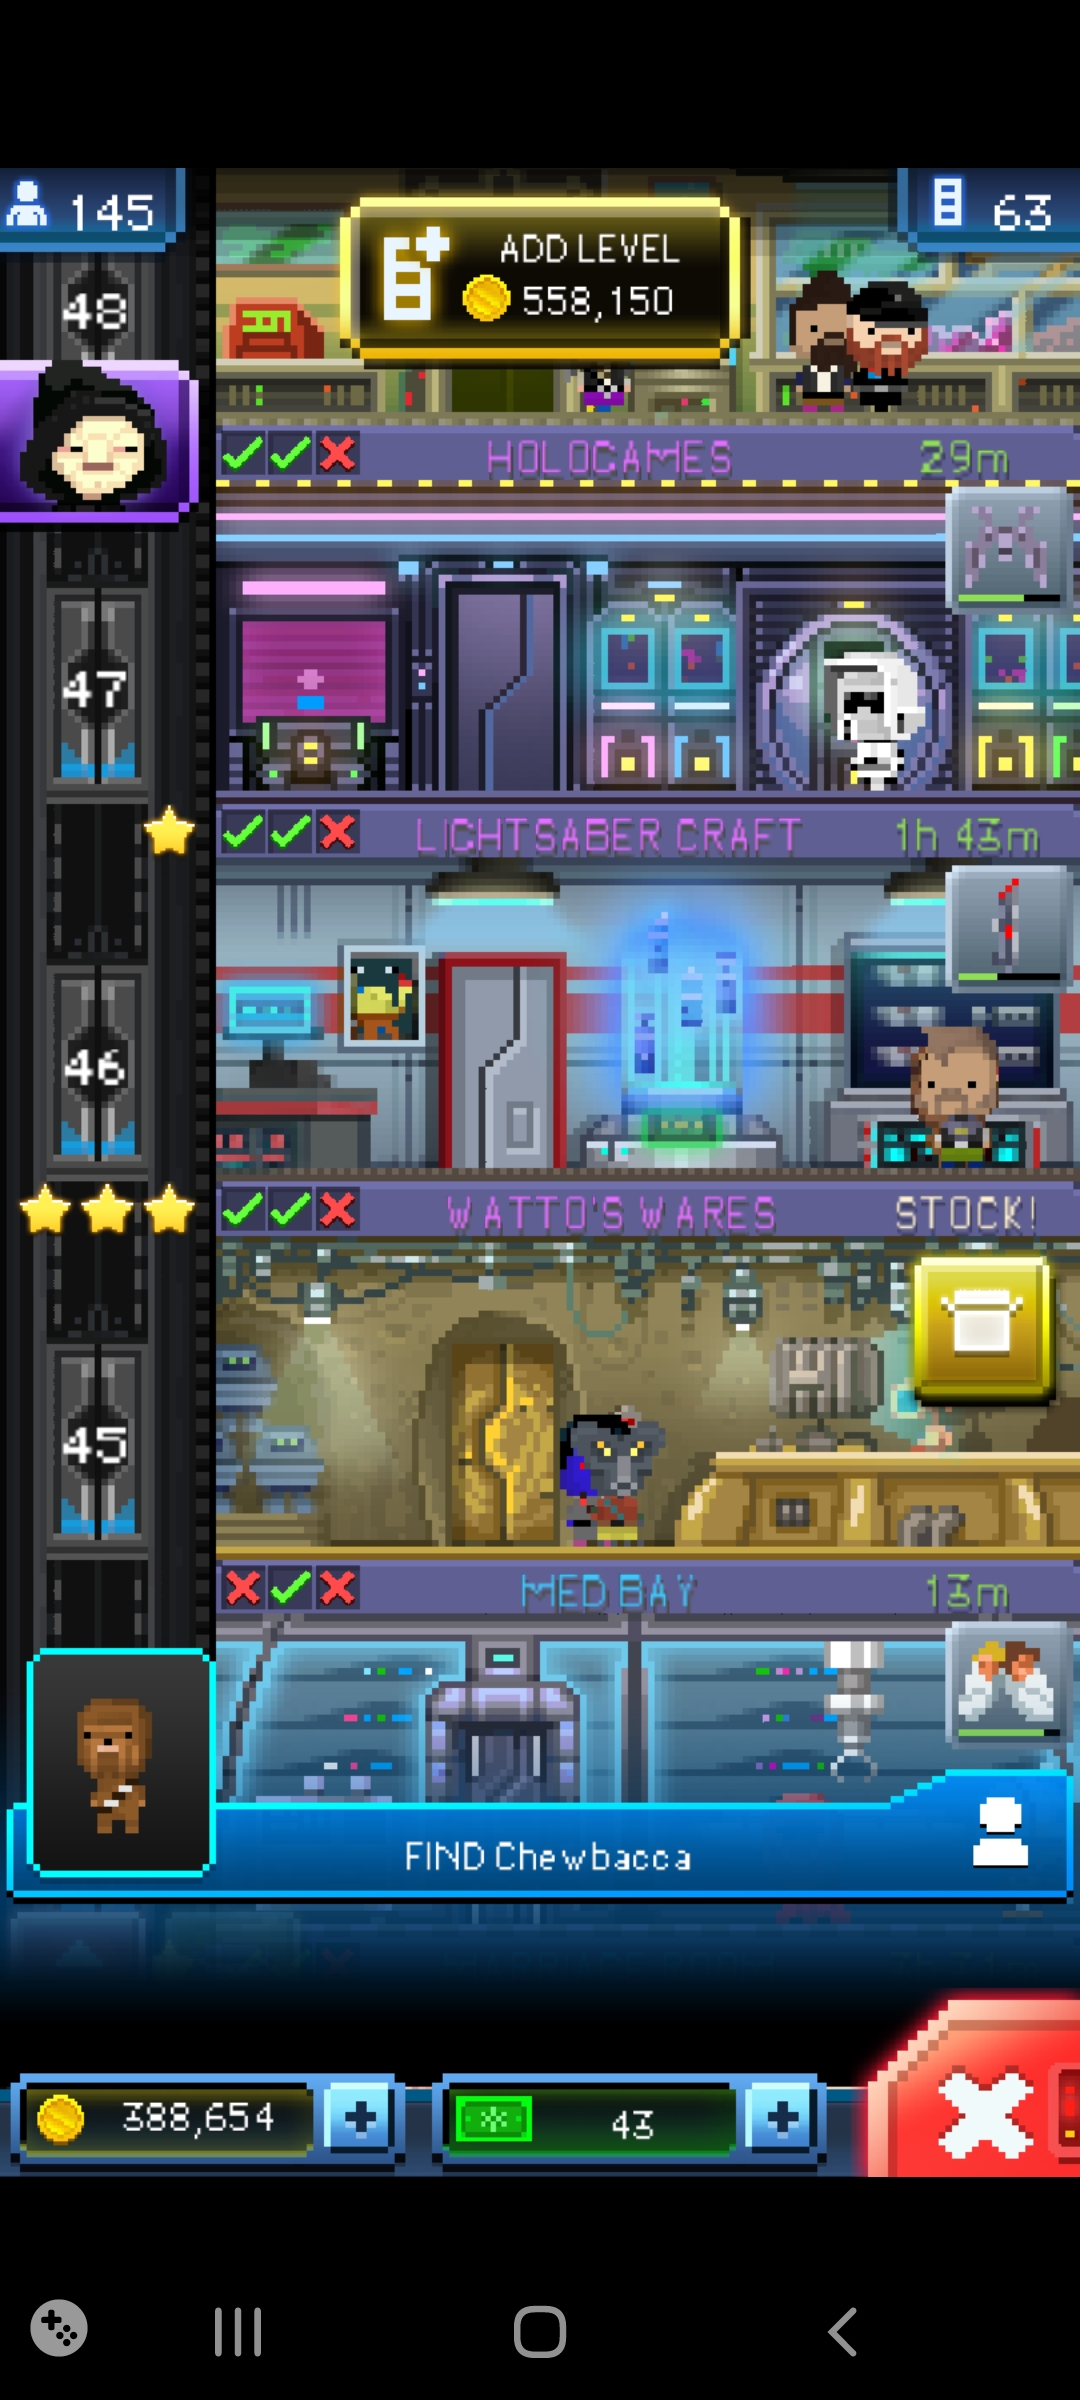 145
ADD LEVEL
558,150
63
48
HOLOGAMES 29m
47
LIGHTSABER CRAFT 1h 43m
46
WATTO'S WARES STOCK!
45
MED BAY 13m
FIND Chewbacca
388,654
43